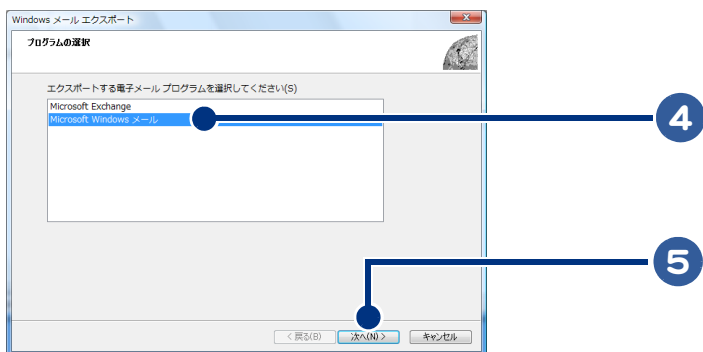 Windows メール エクスポート
プログラムの選択
エクスポートする電子メール プログラムを選択してください(S)
Microsoft Exchange
Microsoft Windows メール
4
5
< 戻る(B)
次へ(N) >
キャンセル